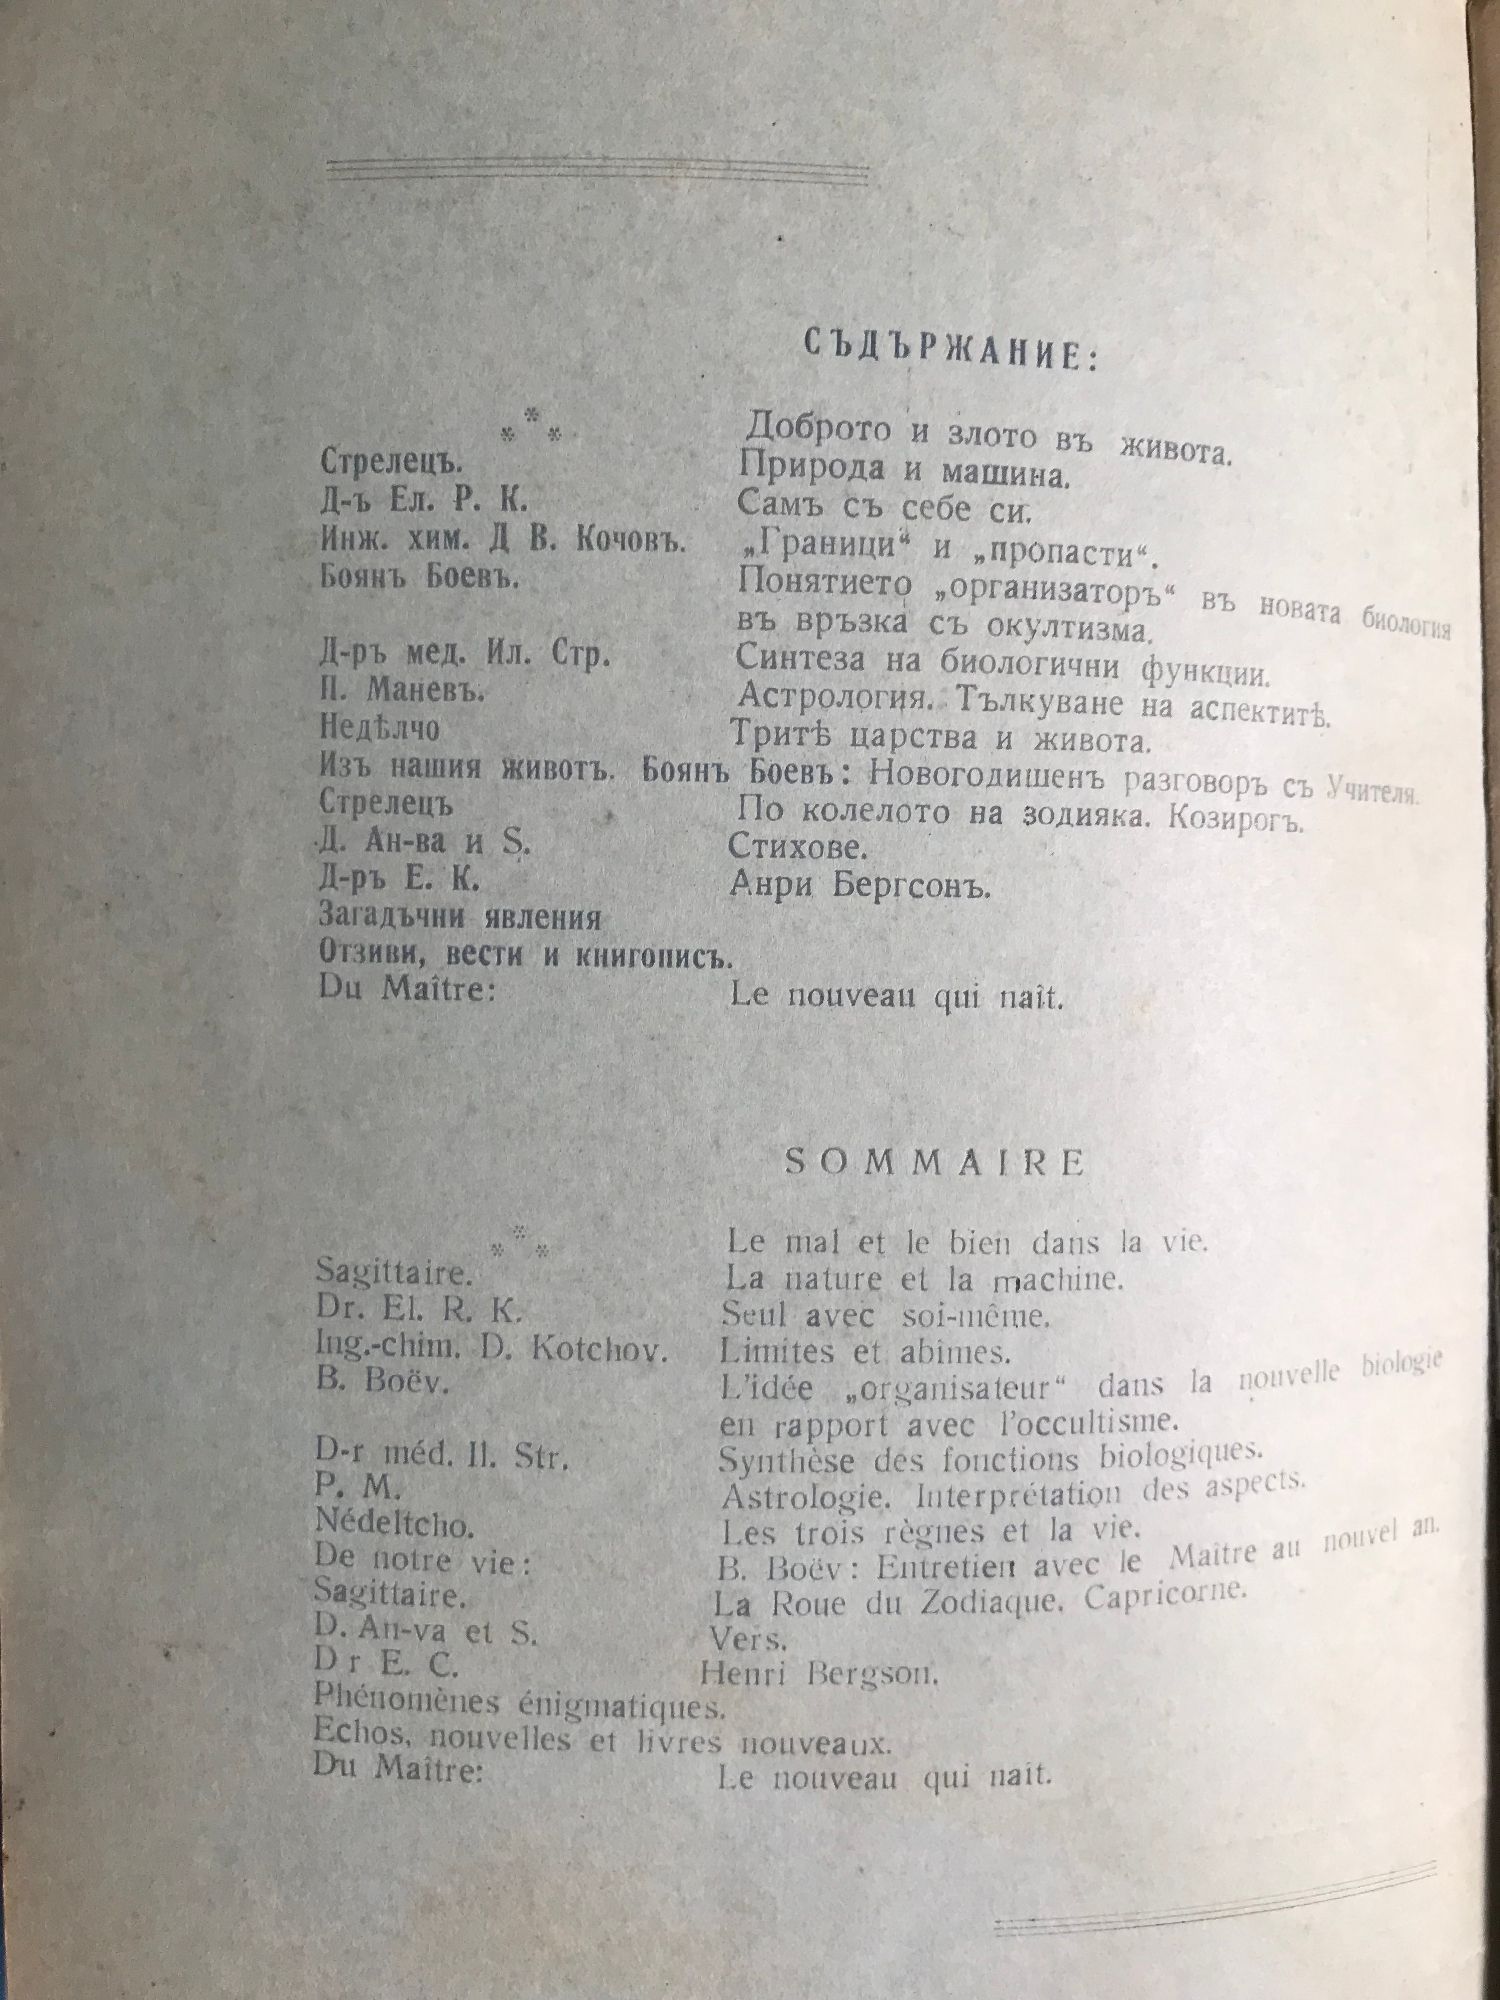 СЪДЪРЖАНИЕ:
*** Доброто и злото въ живота.
Стрелецъ. Природа и машина.
Д-ъ Ел. Р. К. Самъ съ себе си.
Инж. хим. Д В. Кочовъ. „Граници“ и „пропасти“.
Боянъ Боевъ. Понятието „организаторъ“ въ новата биология
въ връзка съ окултизма.
Д-ръ мед. Ил. Стр. Синтеза на биологични функции.
П. Маневъ. Астрология. Тълкуване на аспектитѣ.
Недѣлчо Тритѣ царства и живота.
Изъ нашия животъ. Боянъ Боевъ: Новогодишенъ разговоръ съ Учителя.
Стрелецъ По колелото на зодияка. Козирогъ.
Д. Ан-ва и S. Стихове.
Д-ръ Е. К. Анри Бергсонъ.
Загадъчни явления
Отзиви, вести и книгописъ.
Du Maître: Le nouveau qui naît.
SOMMAIRE
*** Le mal et le bien dans la vie.
Sagittaire. La nature et la machine.
Dr. El. R. K. Seul avec soi-même.
Ing.-chim. D. Kotchov. Limites et abîmes.
B. Boëv. L'idée „organisateur“ dans la nouvelle biologie
en rapport avec l'occultisme.
D-r méd. Il. Str. Synthèse des fonctions biologiques.
P. M. Astrologie. Interprétation des aspects.
Nédeltcho. Les trois règnes et la vie.
De notre vie: B. Boëv: Entretien avec le Maître au nouvel an.
Sagittaire. La Roue du Zodiaque. Capricorne.
D. An-va et S. Vers.
Dr E. C. Henri Bergson.
Phénomènes énigmatiques.
Echos, nouvelles et livres nouveaux.
Du Maître: Le nouveau qui nait.